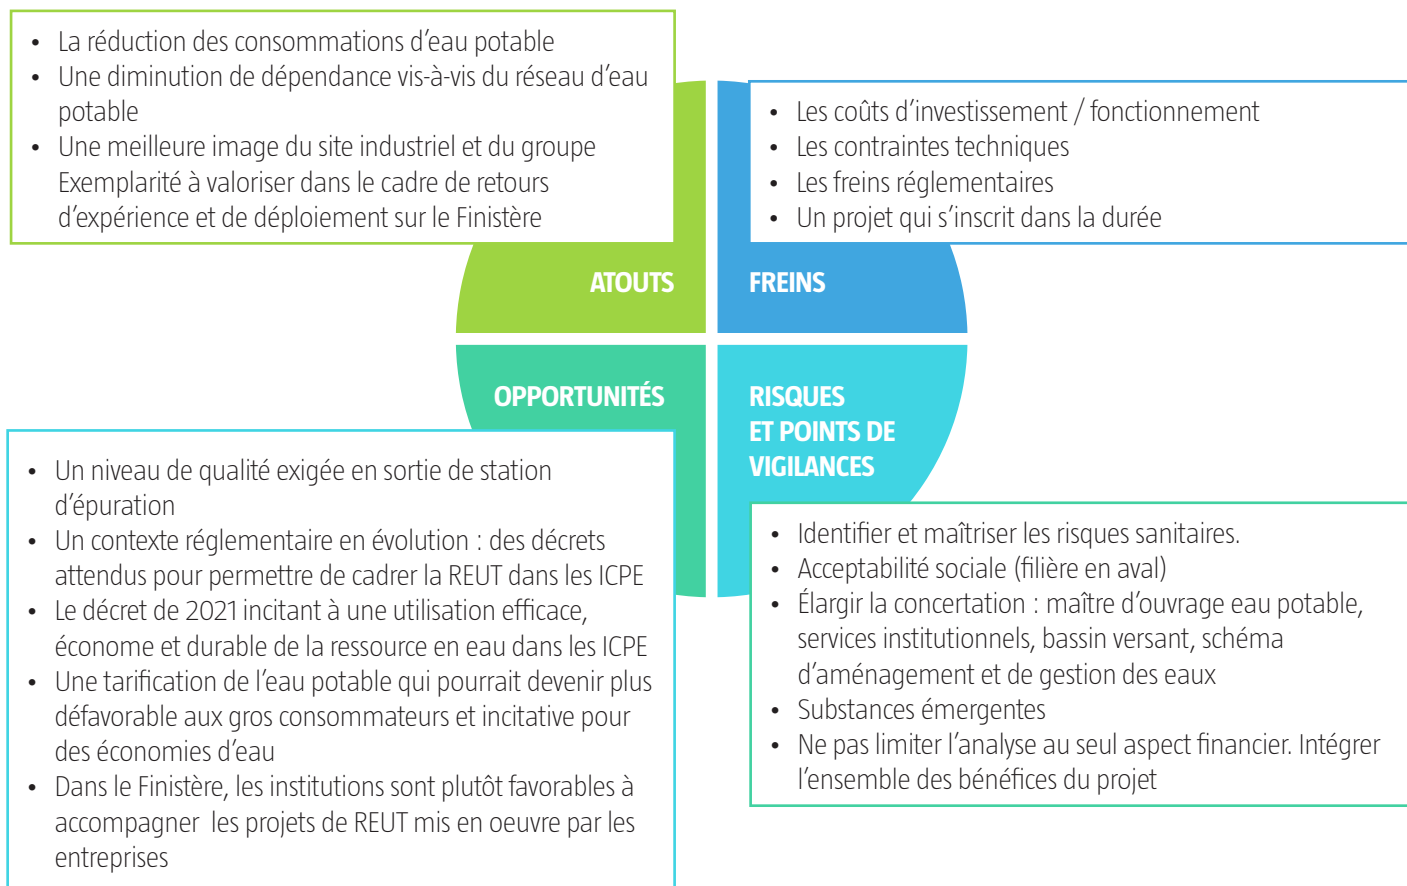 • La réduction des consommations d’eau potable
• Une diminution de dépendance vis-à-vis du réseau d’eau
potable
• Une meilleure image du site industriel et du groupe
Exemplarité à valoriser dans le cadre de retours
d’expérience et de déploiement sur le Finistère
ATOUTS
• Les coûts d’investissement / fonctionnement
• Les contraintes techniques
• Les freins réglementaires
• Un projet qui s’inscrit dans la durée
FREINS
OPPORTUNITÉS
• Un niveau de qualité exigée en sortie de station
d’épuration
• Un contexte réglementaire en évolution : des décrets
attendus pour permettre de cadrer la REUT dans les ICPE
• Le décret de 2021 incitant à une utilisation efficace,
économe et durable de la ressource en eau dans les ICPE
• Une tarification de l’eau potable qui pourrait devenir plus
défavorable aux gros consommateurs et incitative pour
des économies d’eau
• Dans le Finistère, les institutions sont plutôt favorables à
accompagner les projets de REUT mis en oeuvre par les
entreprises
RISQUES
ET POINTS DE
VIGILANCES
• Identifier et maîtriser les risques sanitaires.
• Acceptabilité sociale (filière en aval)
• Élargir la concertation : maître d’ouvrage eau potable,
services institutionnels, bassin versant, schéma
d’aménagement et de gestion des eaux
• Substances émergentes
• Ne pas limiter l’analyse au seul aspect financier. Intégrer
l’ensemble des bénéfices du projet